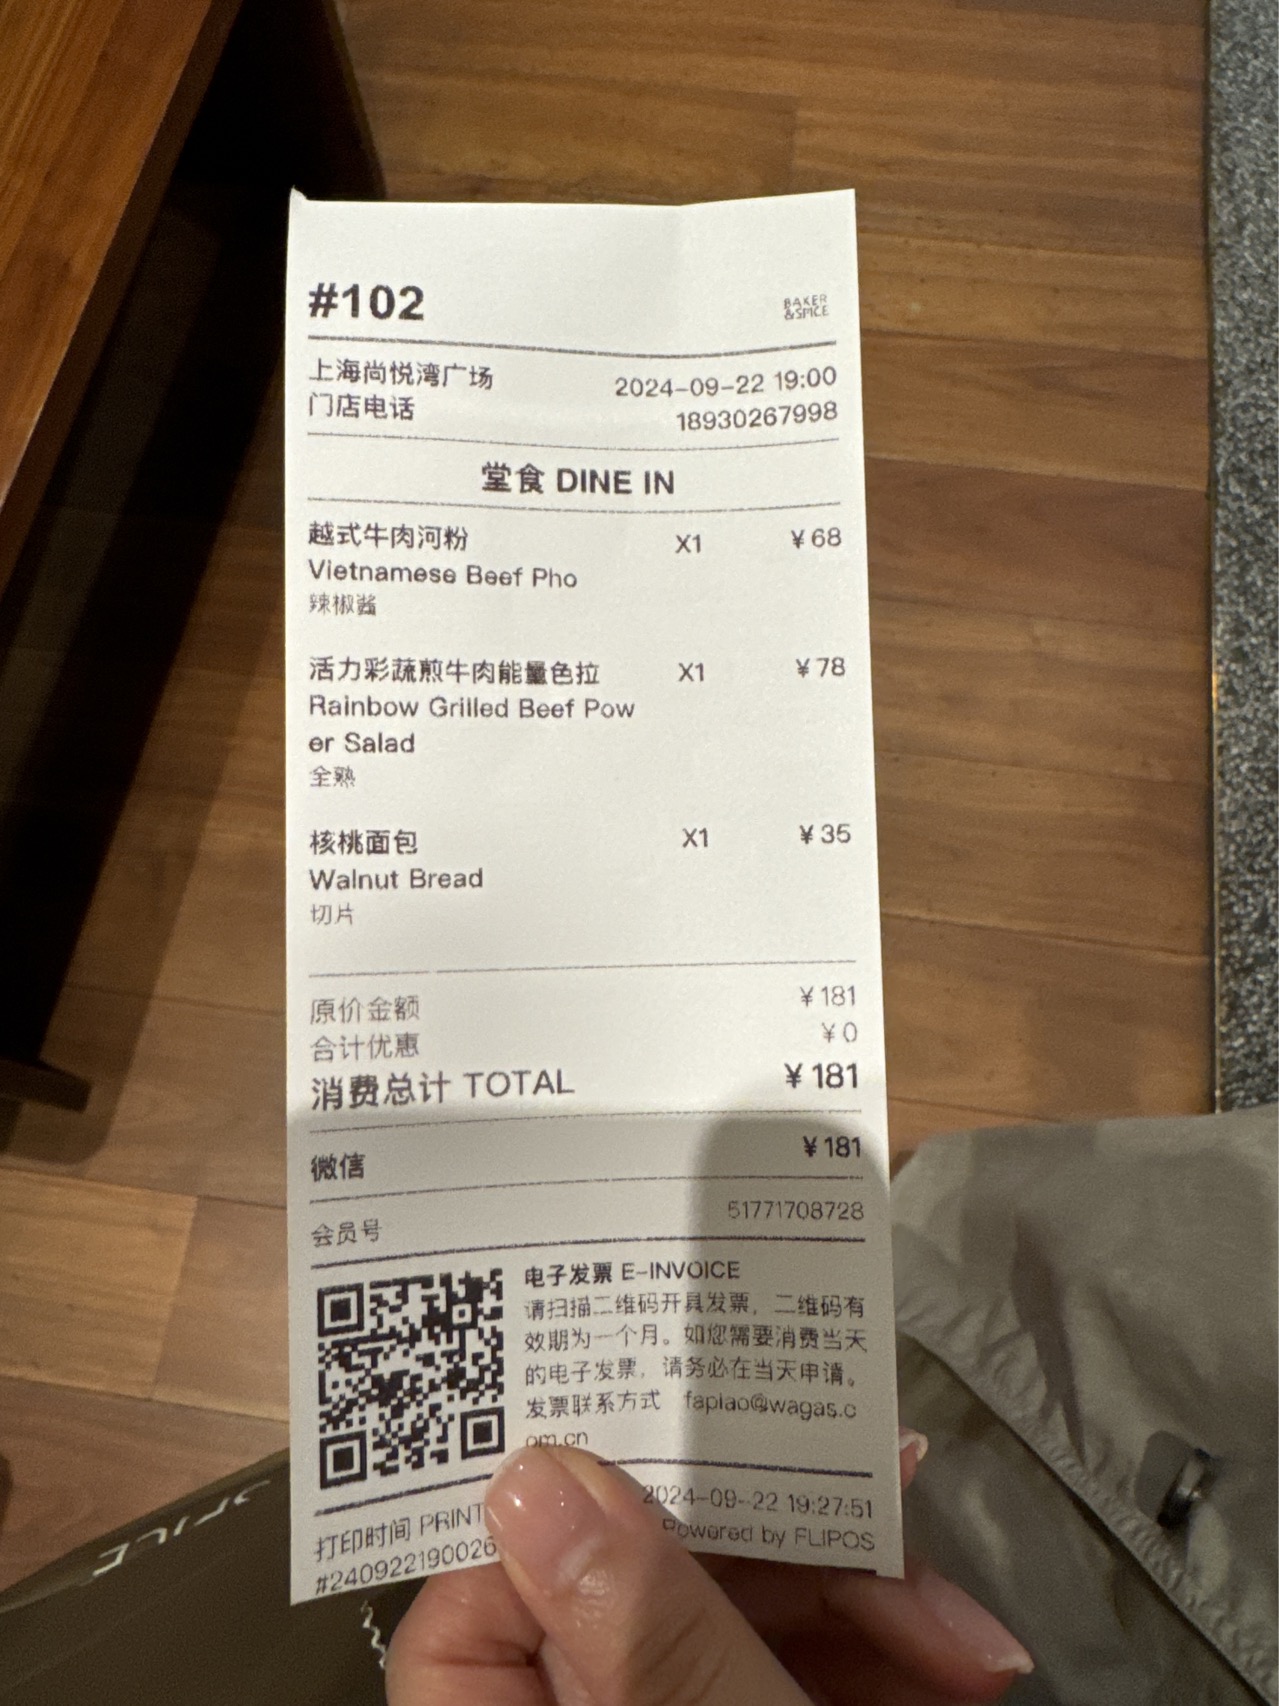 #102
BAKER
&SPICE
上海尚悦湾广场 2024-09-22 19:00
门店电话 18930267998
堂食 DINE IN
越式牛肉河粉 X1 ¥68
Vietnamese Beef Pho
辣椒酱
活力彩蔬煎牛肉能量色拉 X1 ¥78
Rainbow Grilled Beef Pow
er Salad
全熟
核桃面包 X1 ¥35
Walnut Bread
切片
原价金额 ¥181
合计优惠 ¥0
消费总计 TOTAL ¥181
微信 ¥181
会员号 61771708728
电子发票 E-INVOICE
请扫描二维码开具发票，二维码有
效期为一个月。如您需要消费当天
的电子发票，请务必在当天申请。
发票联系方式 fapiao@wagas.c
om.cn
打印时间 PRINT 2024-09-22 19:27:51
#240922190026 Powered by FLIPOS